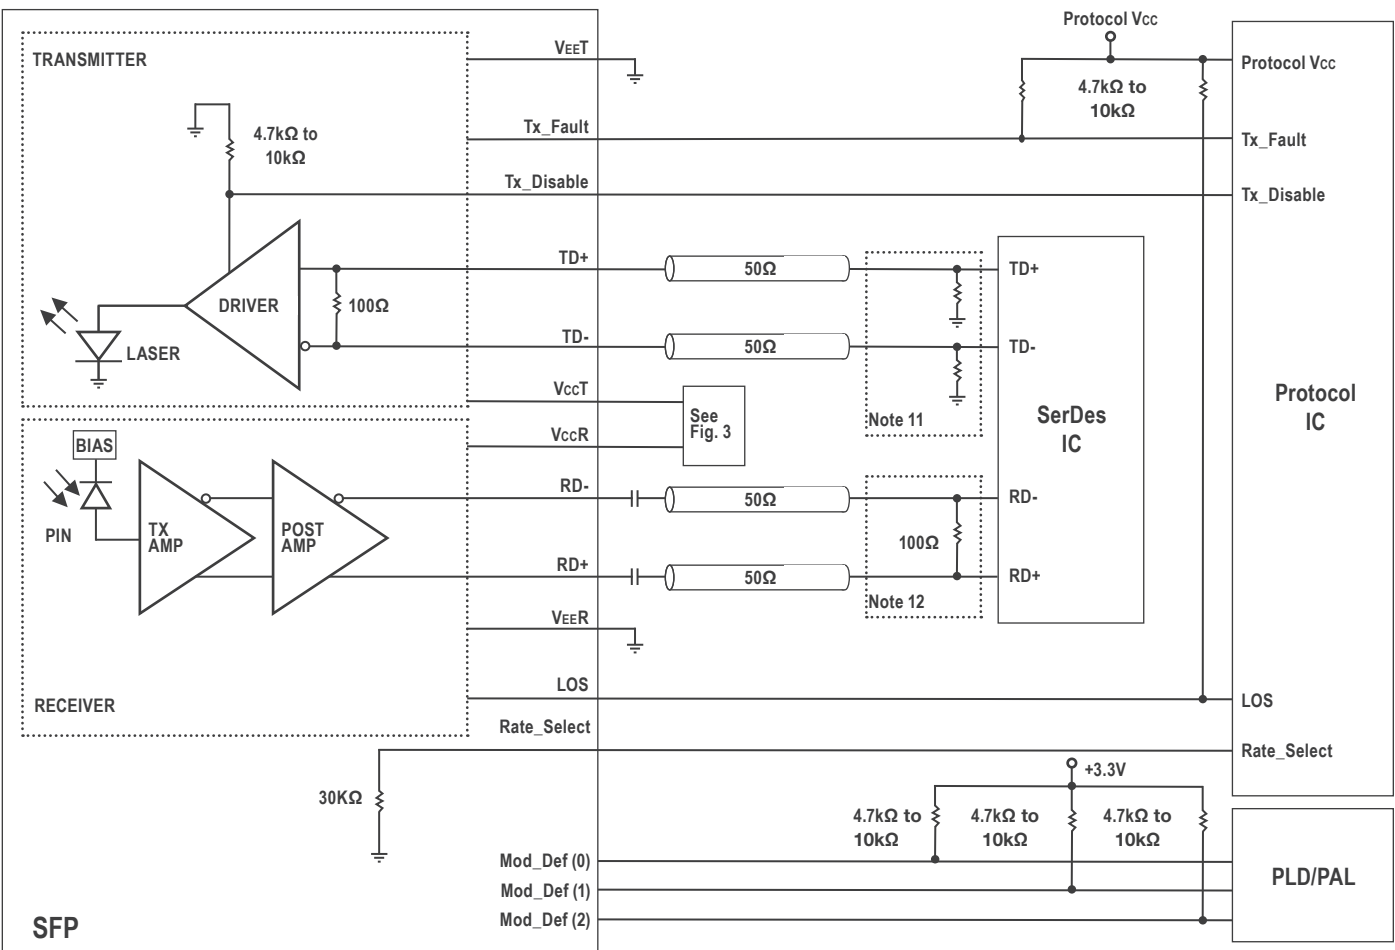 Protocol Vcc
TRANSMITTER
VEET
Protocol Vcc
4.7kΩ to
10kΩ
4.7kΩ to
10kΩ
Tx_Fault
Tx_Fault
Tx_Disable
Tx_Disable
TD+
50Ω
TD+
DRIVER
100Ω
LASER
TD-
50Ω
TD-
VccT
See
Fig. 3
Note 11
SerDes
IC
Protocol
IC
VccR
BIAS
RD-
50Ω
RD-
PIN
TX
AMP
POST
AMP
100Ω
RD+
50Ω
RD+
Note 12
VEER
LOS
LOS
RECEIVER
Rate_Select
Rate_Select
+3.3V
30KΩ
4.7kΩ to
10kΩ
4.7kΩ to
10kΩ
4.7kΩ to
10kΩ
Mod_Def (0)
Mod_Def (1)
Mod_Def (2)
PLD/PAL
SFP